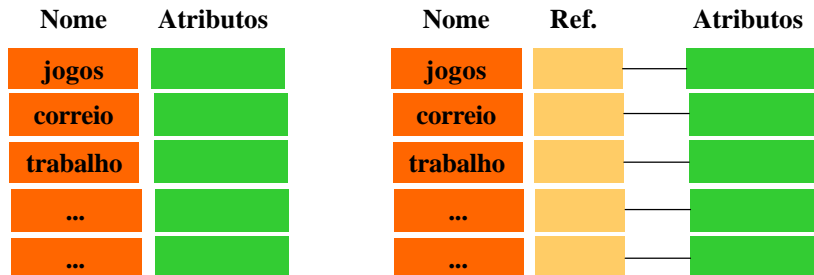 Nome Atributos Nome Ref. Atributos
jogos jogos
correio correio
trabalho trabalho
... ...
... ...